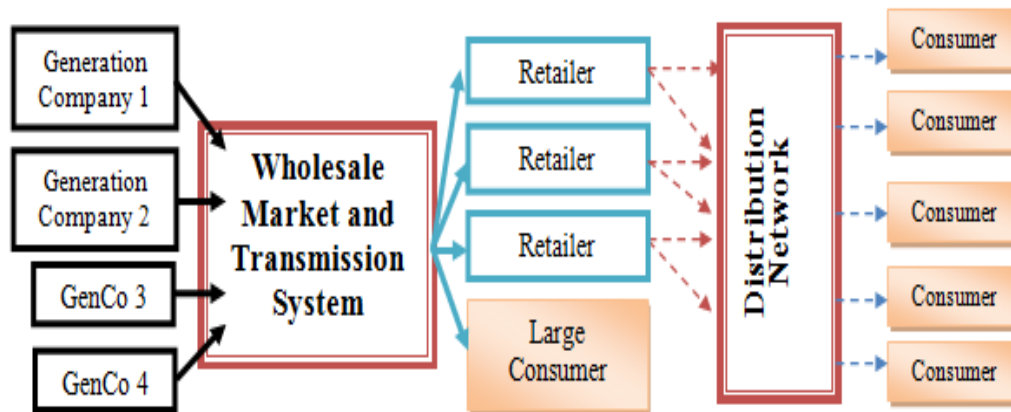 Generation
Company 1
Generation
Company 2
GenCo 3
GenCo 4
Wholesale
Market and
Transmission
System
Retailer
Retailer
Retailer
Large
Consumer
Distribution
Network
Consumer
Consumer
Consumer
Consumer
Consumer